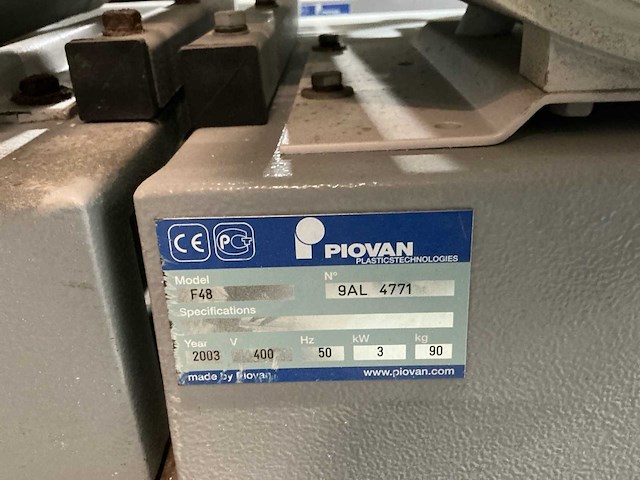 PIOVAN
CE PCT PIOVAN
PLASTICSTECHNOLOGIES
Model N°
F48 9AL 4771
Specifications
Year V Hz kW kg
2003 400 50 3 90
made by Piovan www.piovan.com